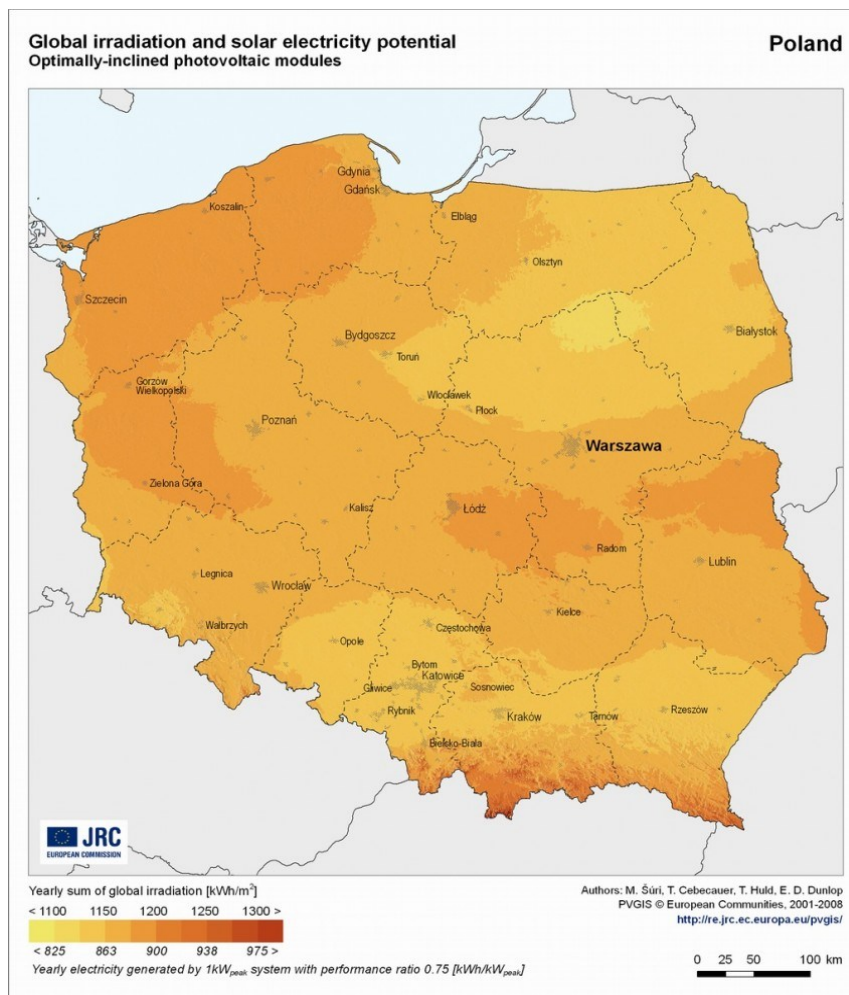 Global irradiation and solar electricity potential
Optimally-inclined photovoltaic modules
Poland
Gdynia
Gdańsk
Koszalin
Elbląg
Olsztyn
Szczecin
Białystok
Bydgoszcz
Toruń
Gorzów
Wielkopolski
Włocławek
Płock
Poznań
Warszawa
Zielona Góra
Kalisz
Łódź
Radom
Lublin
Legnica
Wrocław
Kielce
Wałbrzych
Częstochowa
Opole
Bytom
Katowice
Gliwice
Sosnowiec
Rybnik
Kraków
Tarnów
Rzeszów
Bielsko-Biała
JRC
EUROPEAN COMMISSION
Yearly sum of global irradiation [kWh/m²]
< 1100 1150 1200 1250 1300 >
< 825 863 900 938 975 >
Yearly electricity generated by 1kWpeak system with performance ratio 0.75 [kWh/kWpeak]
Authors: M. Šúri, T. Cebecauer, T. Huld, E. D. Dunlop
PVGIS © European Communities, 2001-2008
http://re.jrc.ec.europa.eu/pvgis/
0 50 100 km